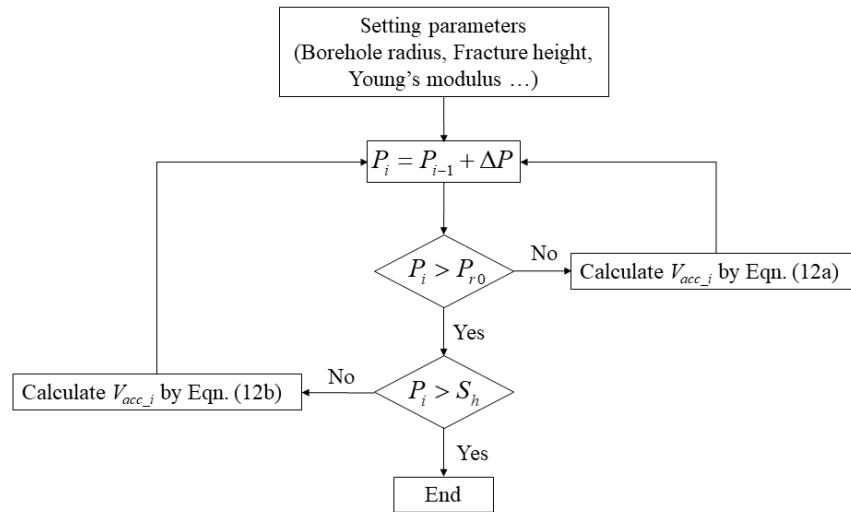 Setting parameters
(Borehole radius, Fracture height,
Young's modulus …)
P_i = P_{i−1} + ΔP
P_i > P_{r0}
No
Calculate V_{acc_i} by Eqn. (12a)
Yes
P_i > S_h
No
Calculate V_{acc_i} by Eqn. (12b)
Yes
End